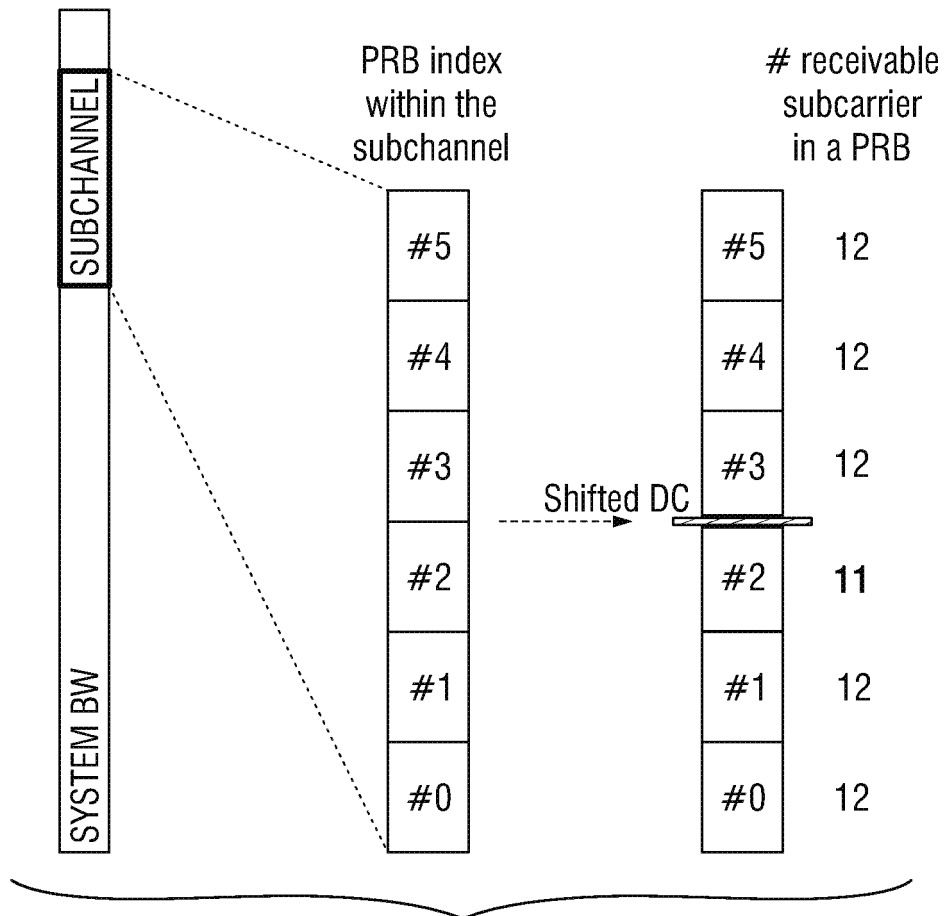 SUBCHANNEL
SYSTEM BW
PRB index
within the
subchannel
#5
#4
#3
#2
#1
#0
Shifted DC
# receivable
subcarrier
in a PRB
#5 12
#4 12
#3 12
#2 11
#1 12
#0 12